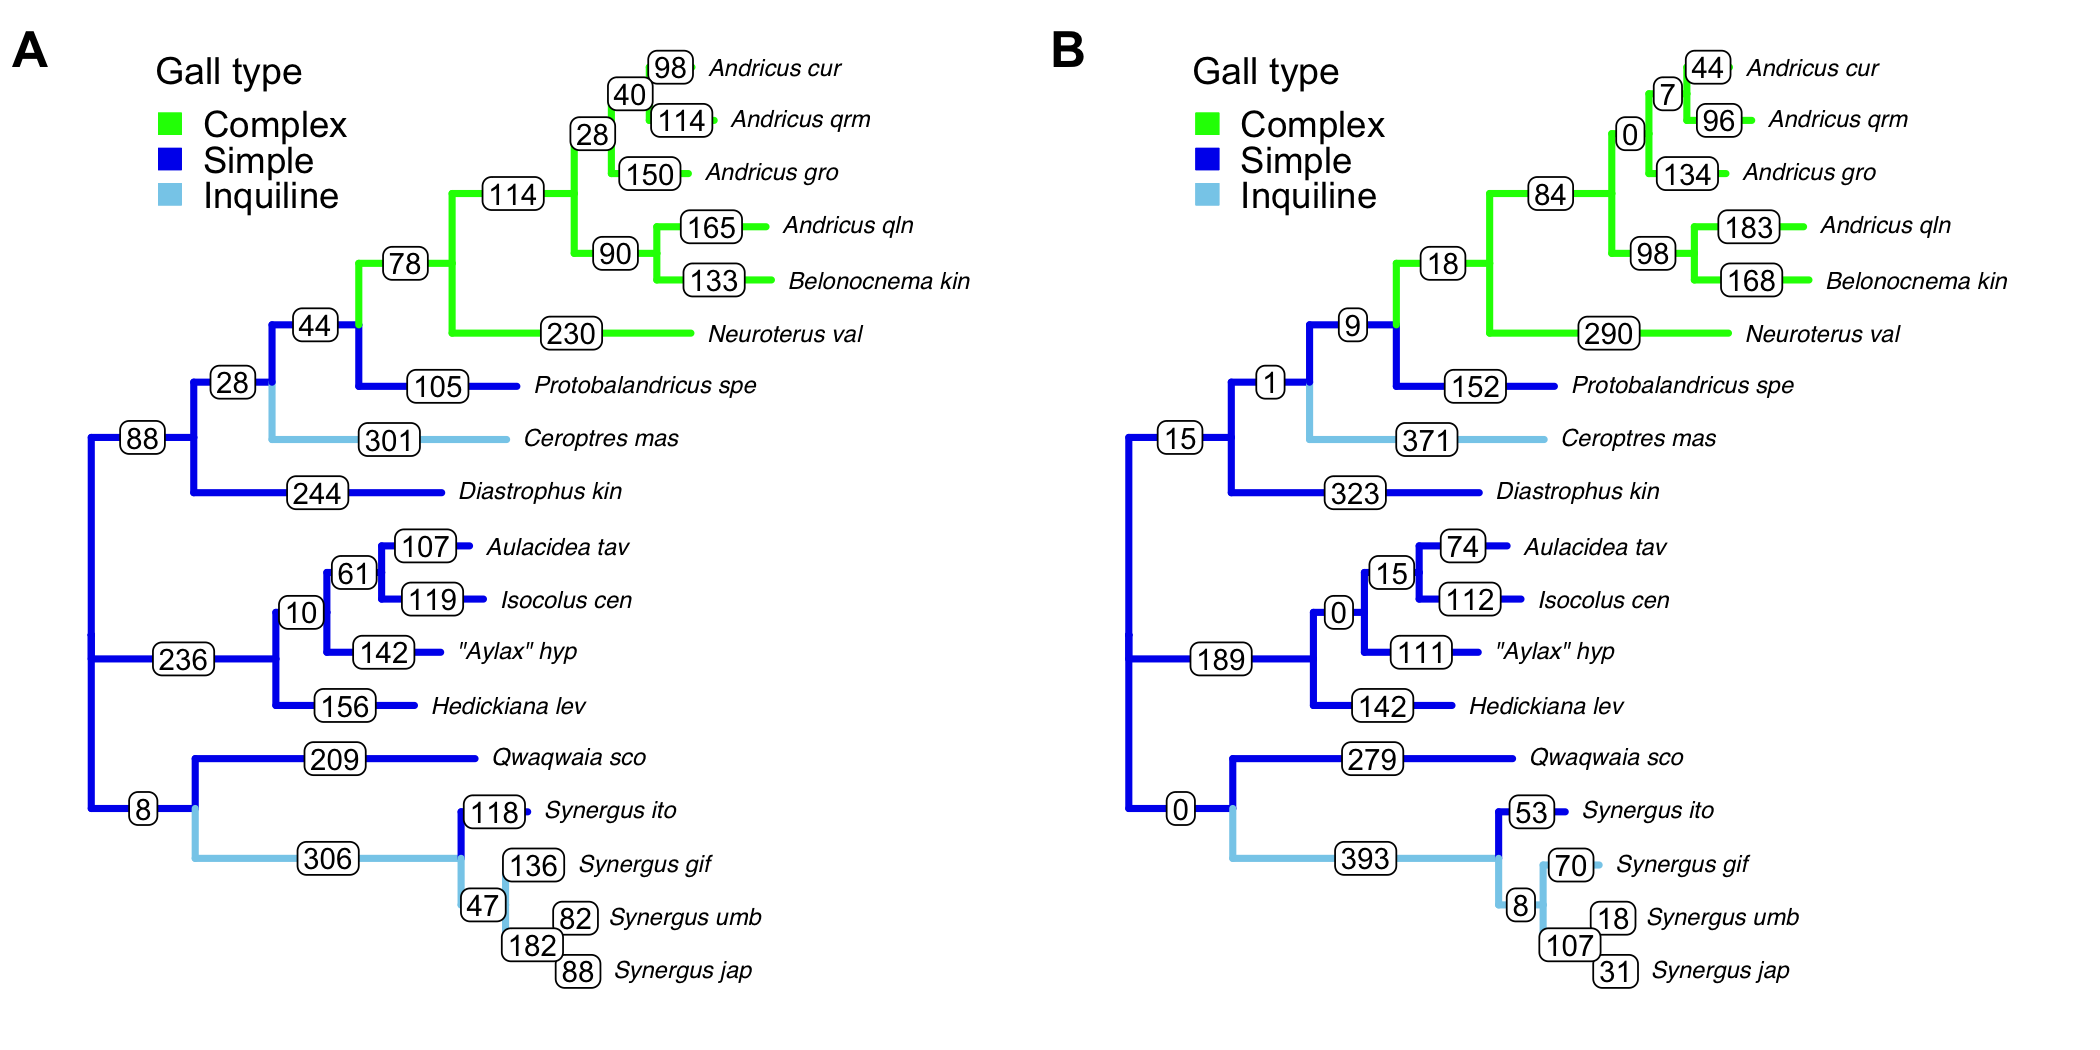 A
Gall type
Complex
Simple
Inquiline
98 Andricus cur
40
114 Andricus qrm
28
150 Andricus gro
114
165 Andricus qln
90
78
133 Belonocnema kin
44
230 Neuroterus val
28
105 Protobalandricus spe
88
301 Ceroptres mas
244 Diastrophus kin
107 Aulacidea tav
61
119 Isocolus cen
10
142 "Aylax" hyp
236
156 Hedickiana lev
209 Qwaqwaia sco
8
118 Synergus ito
306
136 Synergus gif
47
82 Synergus umb
182
88 Synergus jap
B
Gall type
Complex
Simple
Inquiline
44 Andricus cur
7
96 Andricus qrm
0
134 Andricus gro
84
183 Andricus qln
98
18
168 Belonocnema kin
9
290 Neuroterus val
1
152 Protobalandricus spe
15
371 Ceroptres mas
323 Diastrophus kin
74 Aulacidea tav
15
112 Isocolus cen
0
111 "Aylax" hyp
189
142 Hedickiana lev
279 Qwaqwaia sco
0
53 Synergus ito
393
70 Synergus gif
8
18 Synergus umb
107
31 Synergus jap